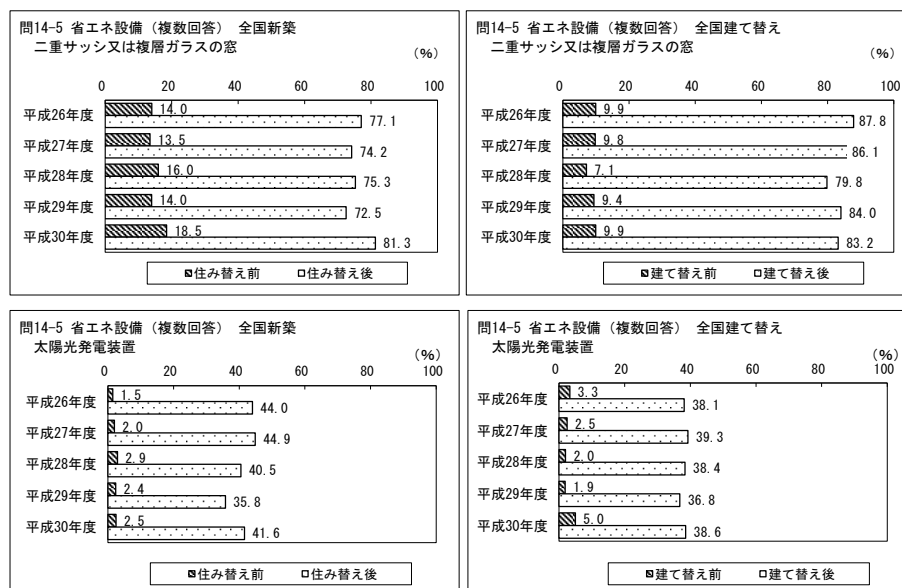 問14-5 省エネ設備（複数回答） 全国新築
二重サッシ又は複層ガラスの窓
（%）
0 20 40 60 80 100
平成26年度 14.0 77.1
平成27年度 13.5 74.2
平成28年度 16.0 75.3
平成29年度 14.0 72.5
平成30年度 18.5 81.3
住み替え前 住み替え後
問14-5 省エネ設備（複数回答） 全国建て替え
二重サッシ又は複層ガラスの窓
（%）
0 20 40 60 80 100
平成26年度 9.9 87.8
平成27年度 9.8 86.1
平成28年度 7.1 79.8
平成29年度 9.4 84.0
平成30年度 9.9 83.2
建て替え前 建て替え後
問14-5 省エネ設備（複数回答） 全国新築
太陽光発電装置
（%）
0 20 40 60 80 100
平成26年度 1.5 44.0
平成27年度 2.0 44.9
平成28年度 2.9 40.5
平成29年度 2.4 35.8
平成30年度 2.5 41.6
住み替え前 住み替え後
問14-5 省エネ設備（複数回答） 全国建て替え
太陽光発電装置
（%）
0 20 40 60 80 100
平成26年度 3.3 38.1
平成27年度 2.5 39.3
平成28年度 2.0 38.4
平成29年度 1.9 36.8
平成30年度 5.0 38.6
建て替え前 建て替え後